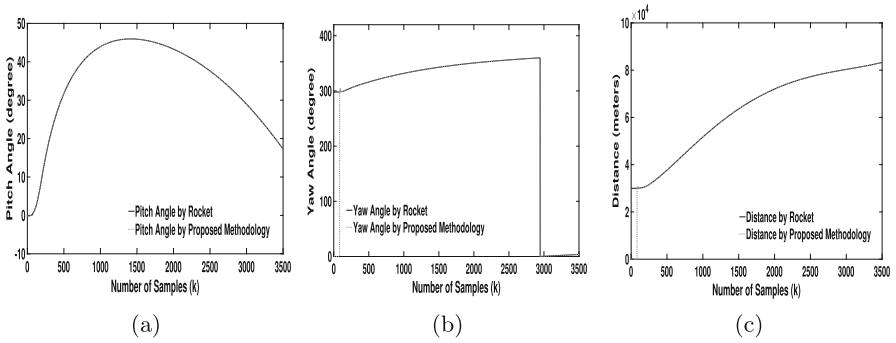 50
40
30
20
10
0
-10
Pitch Angle (degree)
Pitch Angle by Rocket
Pitch Angle by Proposed Methodology
0 500 1000 1500 2000 2500 3000 3500
Number of Samples (k)
(a)
400
300
200
100
0
Yaw Angle (degree)
Yaw Angle by Rocket
Yaw Angle by Proposed Methodology
0 500 1000 1500 2000 2500 3000 3500
Number of Samples (k)
(b)
×10⁴
10
8
6
4
2
0
Distance (meters)
Distance by Rocket
Distance by Proposed Methodology
0 500 1000 1500 2000 2500 3000 3500
Number of Samples (k)
(c)